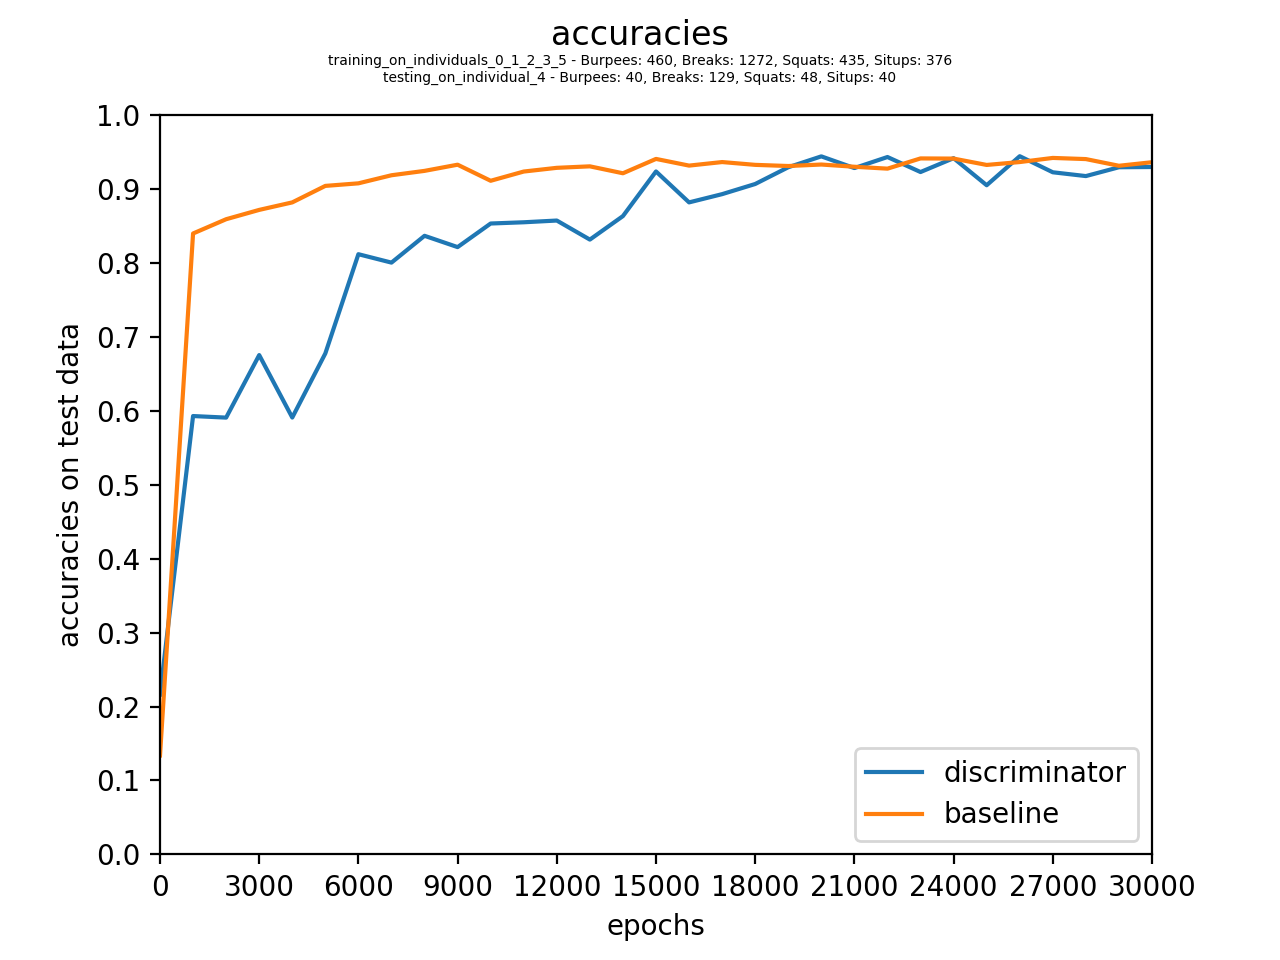 accuracies
training_on_individuals_0_1_2_3_5 - Burpees: 460, Breaks: 1272, Squats: 435, Situps: 376
testing_on_individual_4 - Burpees: 40, Breaks: 129, Squats: 48, Situps: 40
1.0
0.9
0.8
0.7
0.6
0.5
0.4
0.3
0.2
0.1
0.0
accuracies on test data
discriminator
baseline
0 3000 6000 9000 12000 15000 18000 21000 24000 27000 30000
epochs